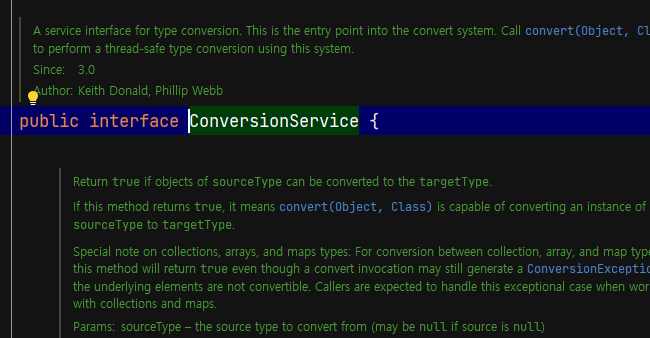 A service interface for type conversion. This is the entry point into the convert system. Call convert(Object, Cl
to perform a thread-safe type conversion using this system.
Since: 3.0
Author: Keith Donald, Phillip Webb
public interface ConversionService {
Return true if objects of sourceType can be converted to the targetType.
If this method returns true, it means convert(Object, Class) is capable of converting an instance of
sourceType to targetType.
Special note on collections, arrays, and maps types: For conversion between collection, array, and map type
this method will return true even though a convert invocation may still generate a ConversionExceptio
the underlying elements are not convertible. Callers are expected to handle this exceptional case when wor
with collections and maps.
Params: sourceType – the source type to convert from (may be null if source is null)